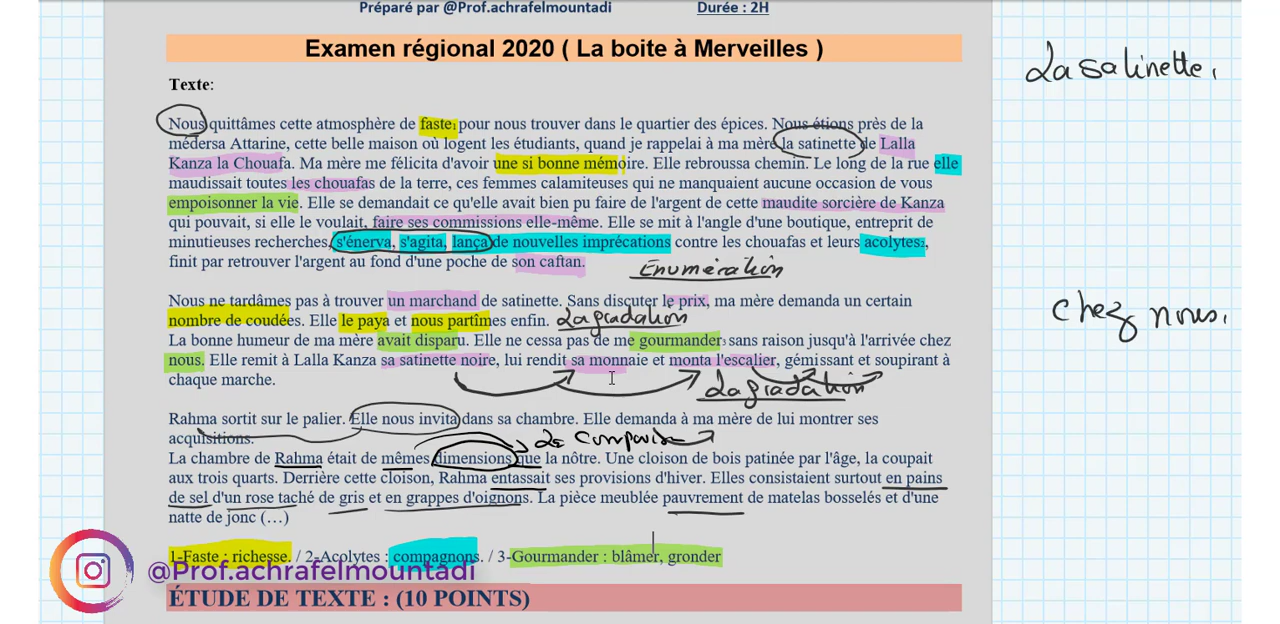 Préparé par @Prof.achrafelmountadi Durée : 2H
Examen régional 2020 ( La boite à Merveilles )
La satinette.
Texte:
Nous quittâmes cette atmosphère de faste₁ pour nous trouver dans le quartier des épices. Nous étions près de la
médersa Attarine, cette belle maison où logent les étudiants, quand je rappelai à ma mère la satinette de Lalla
Kanza la Chouafa. Ma mère me félicita d'avoir une si bonne mémoire. Elle rebroussa chemin. Le long de la rue elle
maudissait toutes les chouafas de la terre, ces femmes calamiteuses qui ne manquaient aucune occasion de vous
empoisonner la vie. Elle se demandait ce qu'elle avait bien pu faire de l'argent de cette maudite sorcière de Kanza
qui pouvait, si elle le voulait, faire ses commissions elle-même. Elle se mit à l'angle d'une boutique, entreprit de
minutieuses recherches, s'énerva, s'agita, lança de nouvelles imprécations contre les chouafas et leurs acolytes₂,
finit par retrouver l'argent au fond d'une poche de son caftan.
Enumération
Nous ne tardâmes pas à trouver un marchand de satinette. Sans discuter le prix, ma mère demanda un certain
nombre de coudées. Elle le paya et nous partîmes enfin. La gradation
chez nous.
La bonne humeur de ma mère avait disparu. Elle ne cessa pas de me gourmander₃ sans raison jusqu'à l'arrivée chez
nous. Elle remit à Lalla Kanza sa satinette noire, lui rendit sa monnaie et monta l'escalier, gémissant et soupirant à
chaque marche.
La gradation
Rahma sortit sur le palier. Elle nous invita dans sa chambre. Elle demanda à ma mère de lui montrer ses
acquisitions.
La chambre de Rahma était de mêmes dimensions que la nôtre. Une cloison de bois patinée par l'âge, la coupait
aux trois quarts. Derrière cette cloison, Rahma entassait ses provisions d'hiver. Elles consistaient surtout en pains
de sel d'un rose taché de gris et en grappes d'oignons. La pièce meublée pauvrement de matelas bosselés et d'une
natte de jonc (…)
1-Faste : richesse. / 2-Acolytes : compagnons. / 3-Gourmander : blâmer, gronder
@Prof.achrafelmountadi
ÉTUDE DE TEXTE : (10 POINTS)